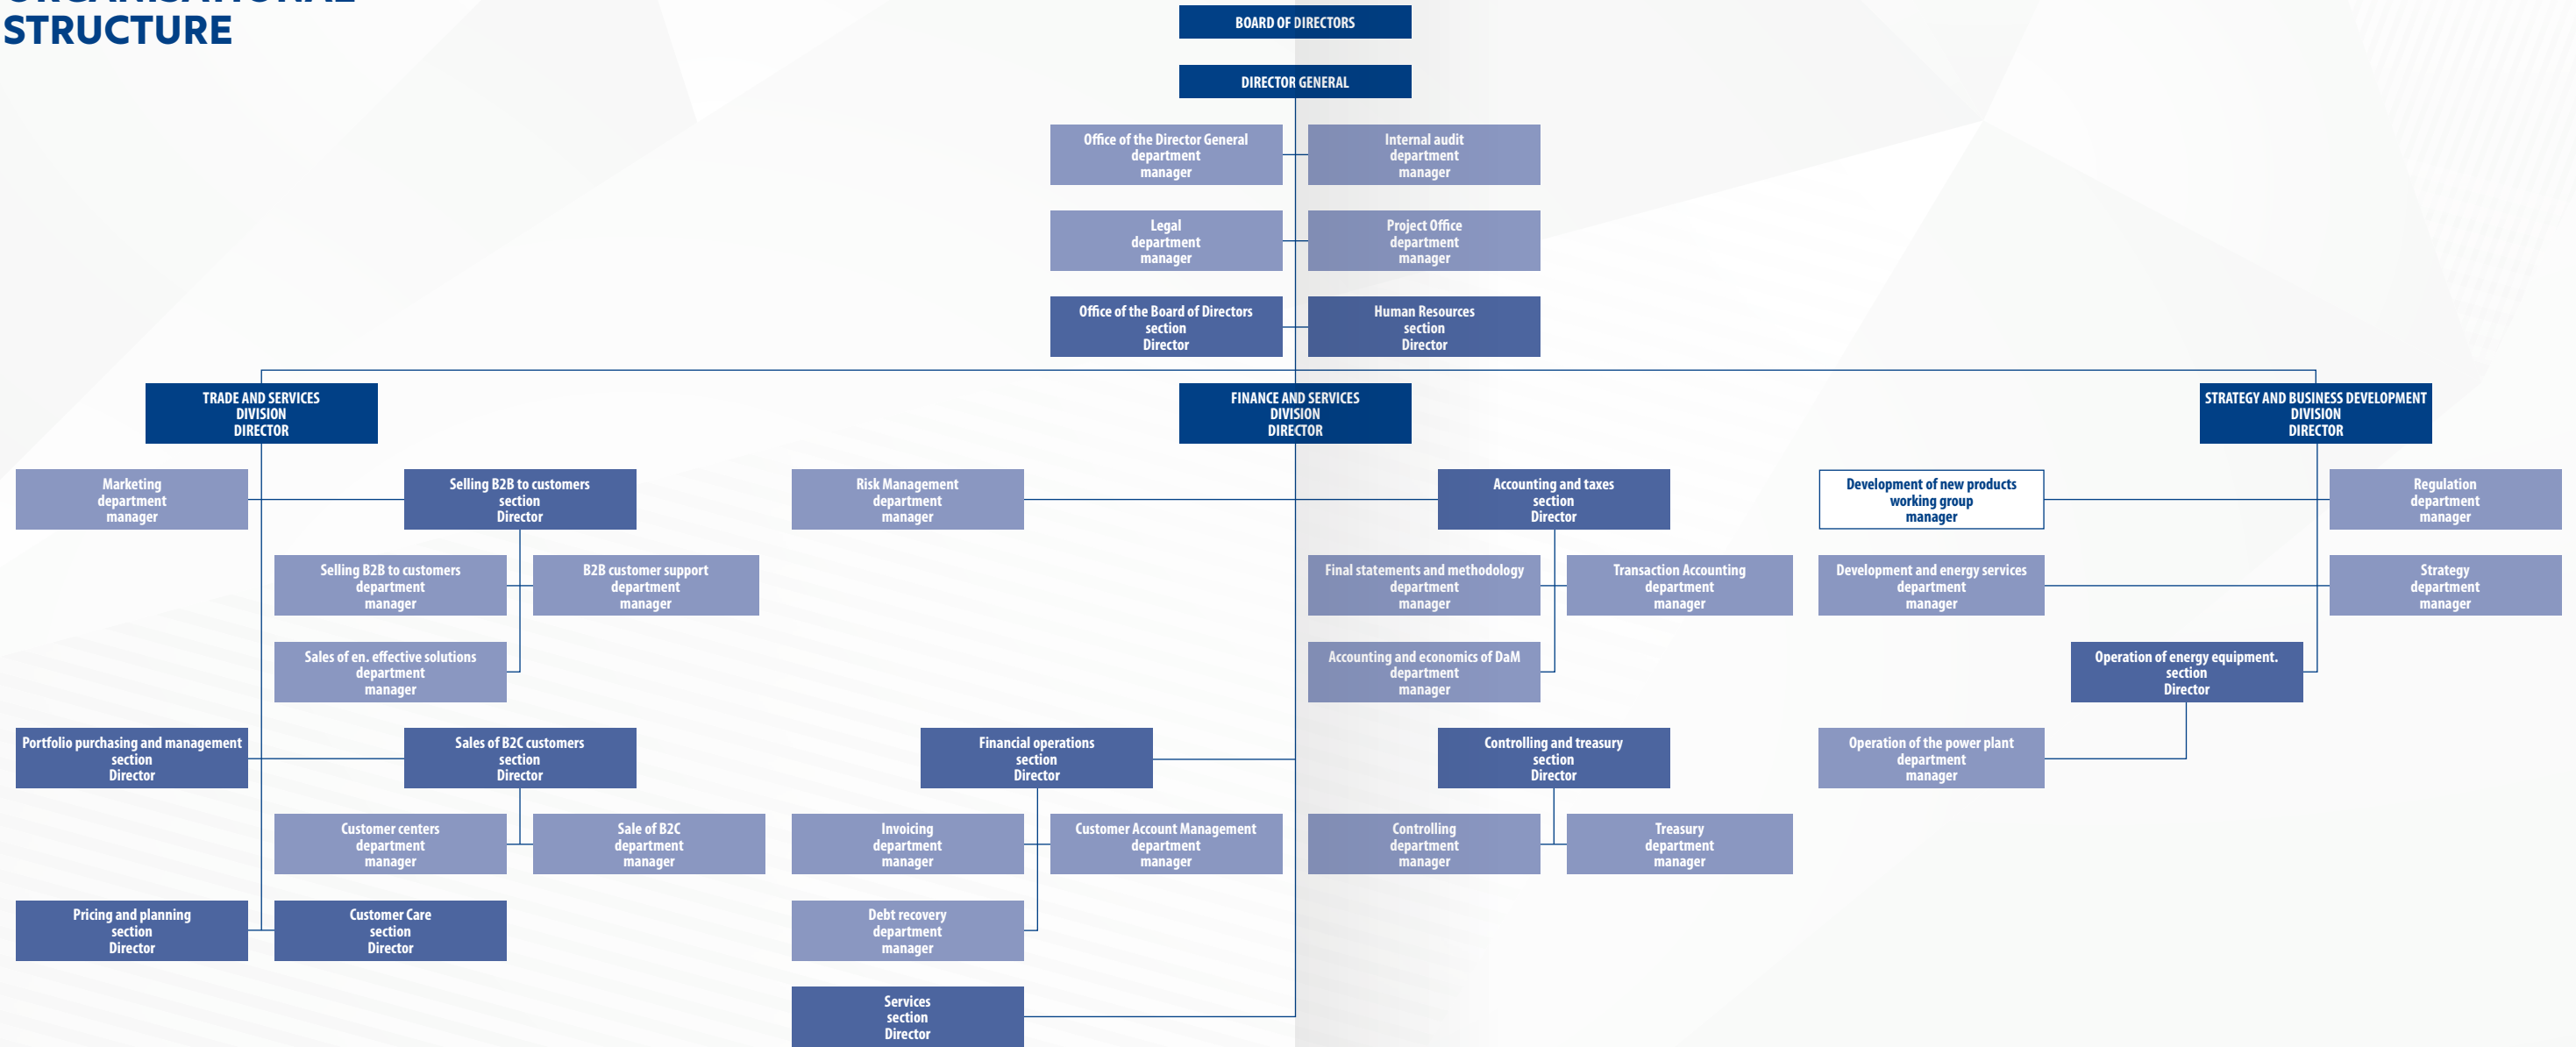 STRUCTURE
BOARD OF DIRECTORS
DIRECTOR GENERAL
Office of the Director General
department
manager
Internal audit
department
manager
Legal
department
manager
Project Office
department
manager
Office of the Board of Directors
section
Director
Human Resources
section
Director
TRADE AND SERVICES
DIVISION
DIRECTOR
FINANCE AND SERVICES
DIVISION
DIRECTOR
STRATEGY AND BUSINESS DEVELOPMENT
DIVISION
DIRECTOR
Marketing
department
manager
Selling B2B to customers
section
Director
Risk Management
department
manager
Accounting and taxes
section
Director
Development of new products
working group
manager
Regulation
department
manager
Selling B2B to customers
department
manager
B2B customer support
department
manager
Final statements and methodology
department
manager
Transaction Accounting
department
manager
Development and energy services
department
manager
Strategy
department
manager
Sales of en. effective solutions
department
manager
Accounting and economics of DaM
department
manager
Operation of energy equipment.
section
Director
Portfolio purchasing and management
section
Director
Sales of B2C customers
section
Director
Financial operations
section
Director
Controlling and treasury
section
Director
Operation of the power plant
department
manager
Customer centers
department
manager
Sale of B2C
department
manager
Invoicing
department
manager
Customer Account Management
department
manager
Controlling
department
manager
Treasury
department
manager
Pricing and planning
section
Director
Customer Care
section
Director
Debt recovery
department
manager
Services
section
Director